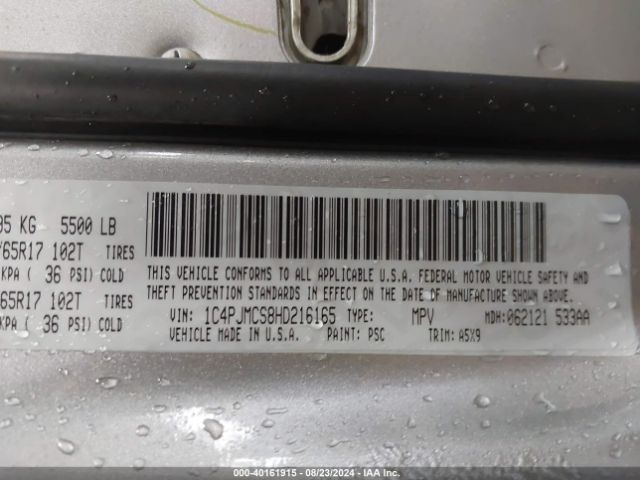 95 KG 5500 LB
65R17 102T TIRES
KPA ( 36 PSI) COLD
65R17 102T TIRES
KPA ( 36 PSI) COLD
THIS VEHICLE CONFORMS TO ALL APPLICABLE U.S.A. FEDERAL MOTOR VEHICLE SAFETY AND
THEFT PREVENTION STANDARDS IN EFFECT ON THE DATE OF MANUFACTURE SHOWN ABOVE.
VIN: 1C4PJMCS8HD216165 TYPE: MPV MDH: 062121 533AA
VEHICLE MADE IN U.S.A. PAINT: PSC TRIM: A5X9
000-40161915 - 08/23/2024 - IAA Inc.